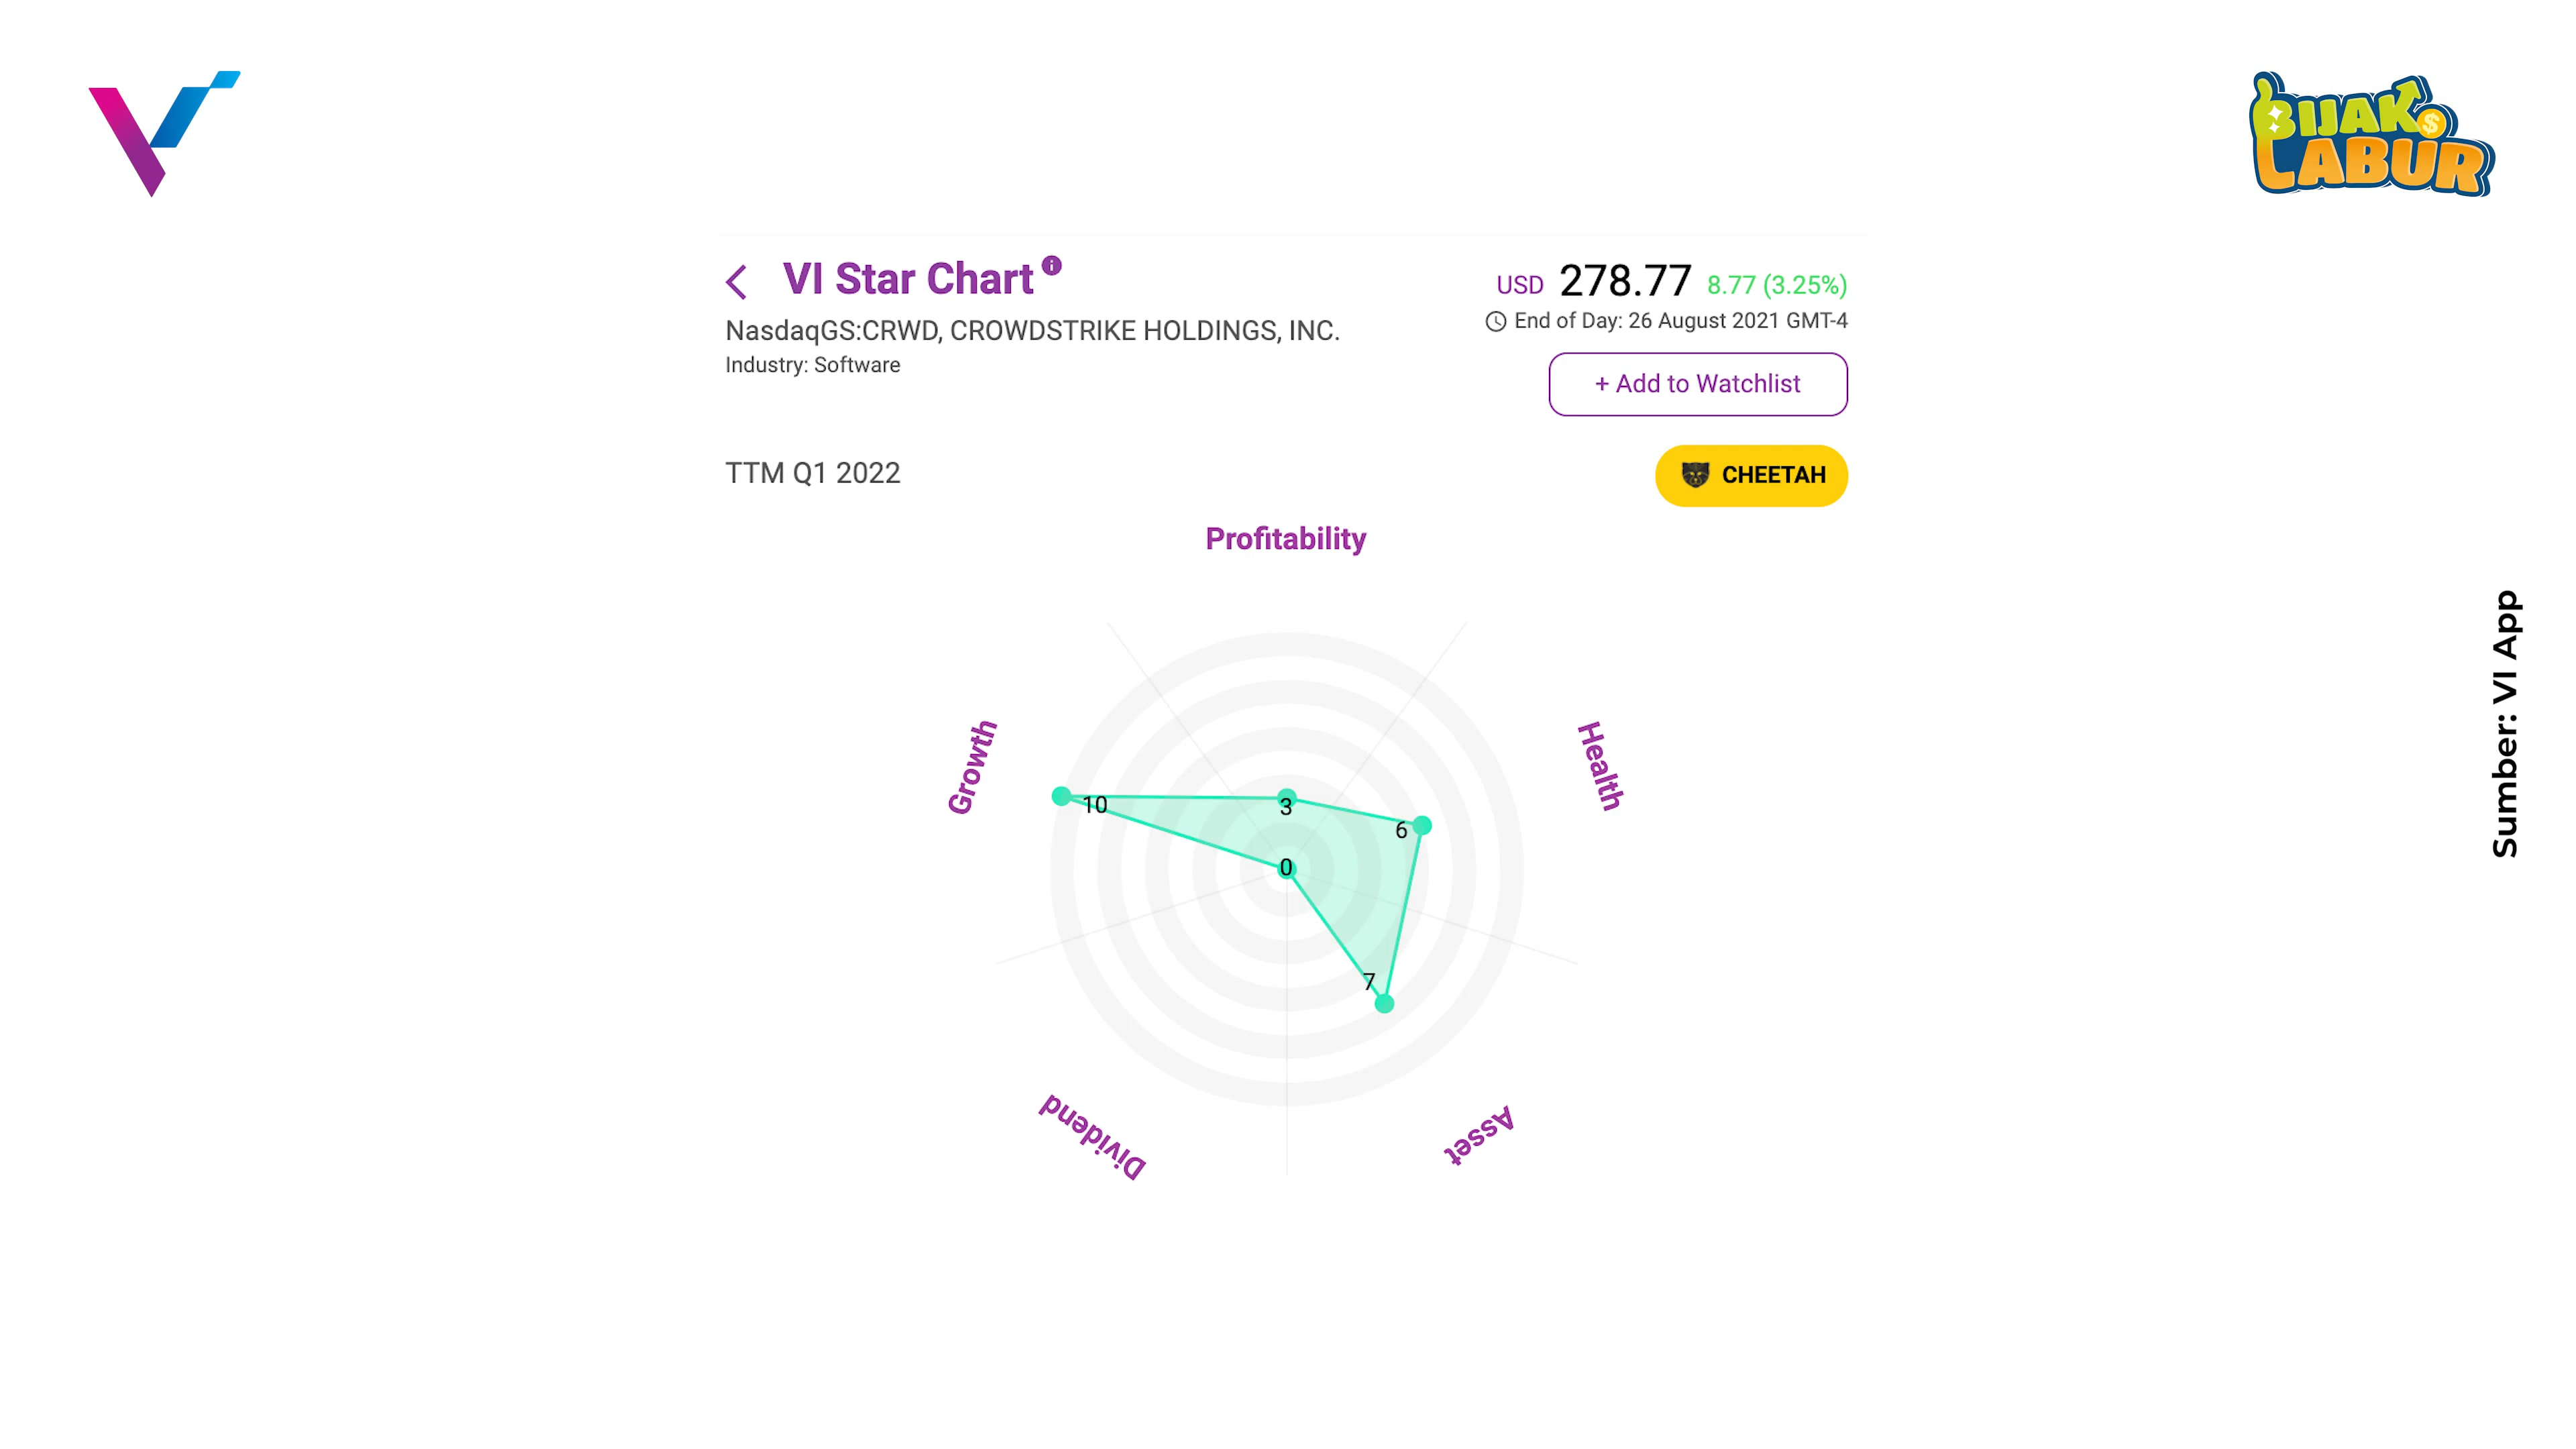 BIJAK
LABUR
VI Star Chart
USD 278.77 8.77 (3.25%)
NasdaqGS:CRWD, CROWDSTRIKE HOLDINGS, INC.
End of Day: 26 August 2021 GMT-4
Industry: Software
+ Add to Watchlist
TTM Q1 2022
CHEETAH
Profitability
Growth
Health
10
3
6
0
7
Dividend
Asset
Sumber: VI App